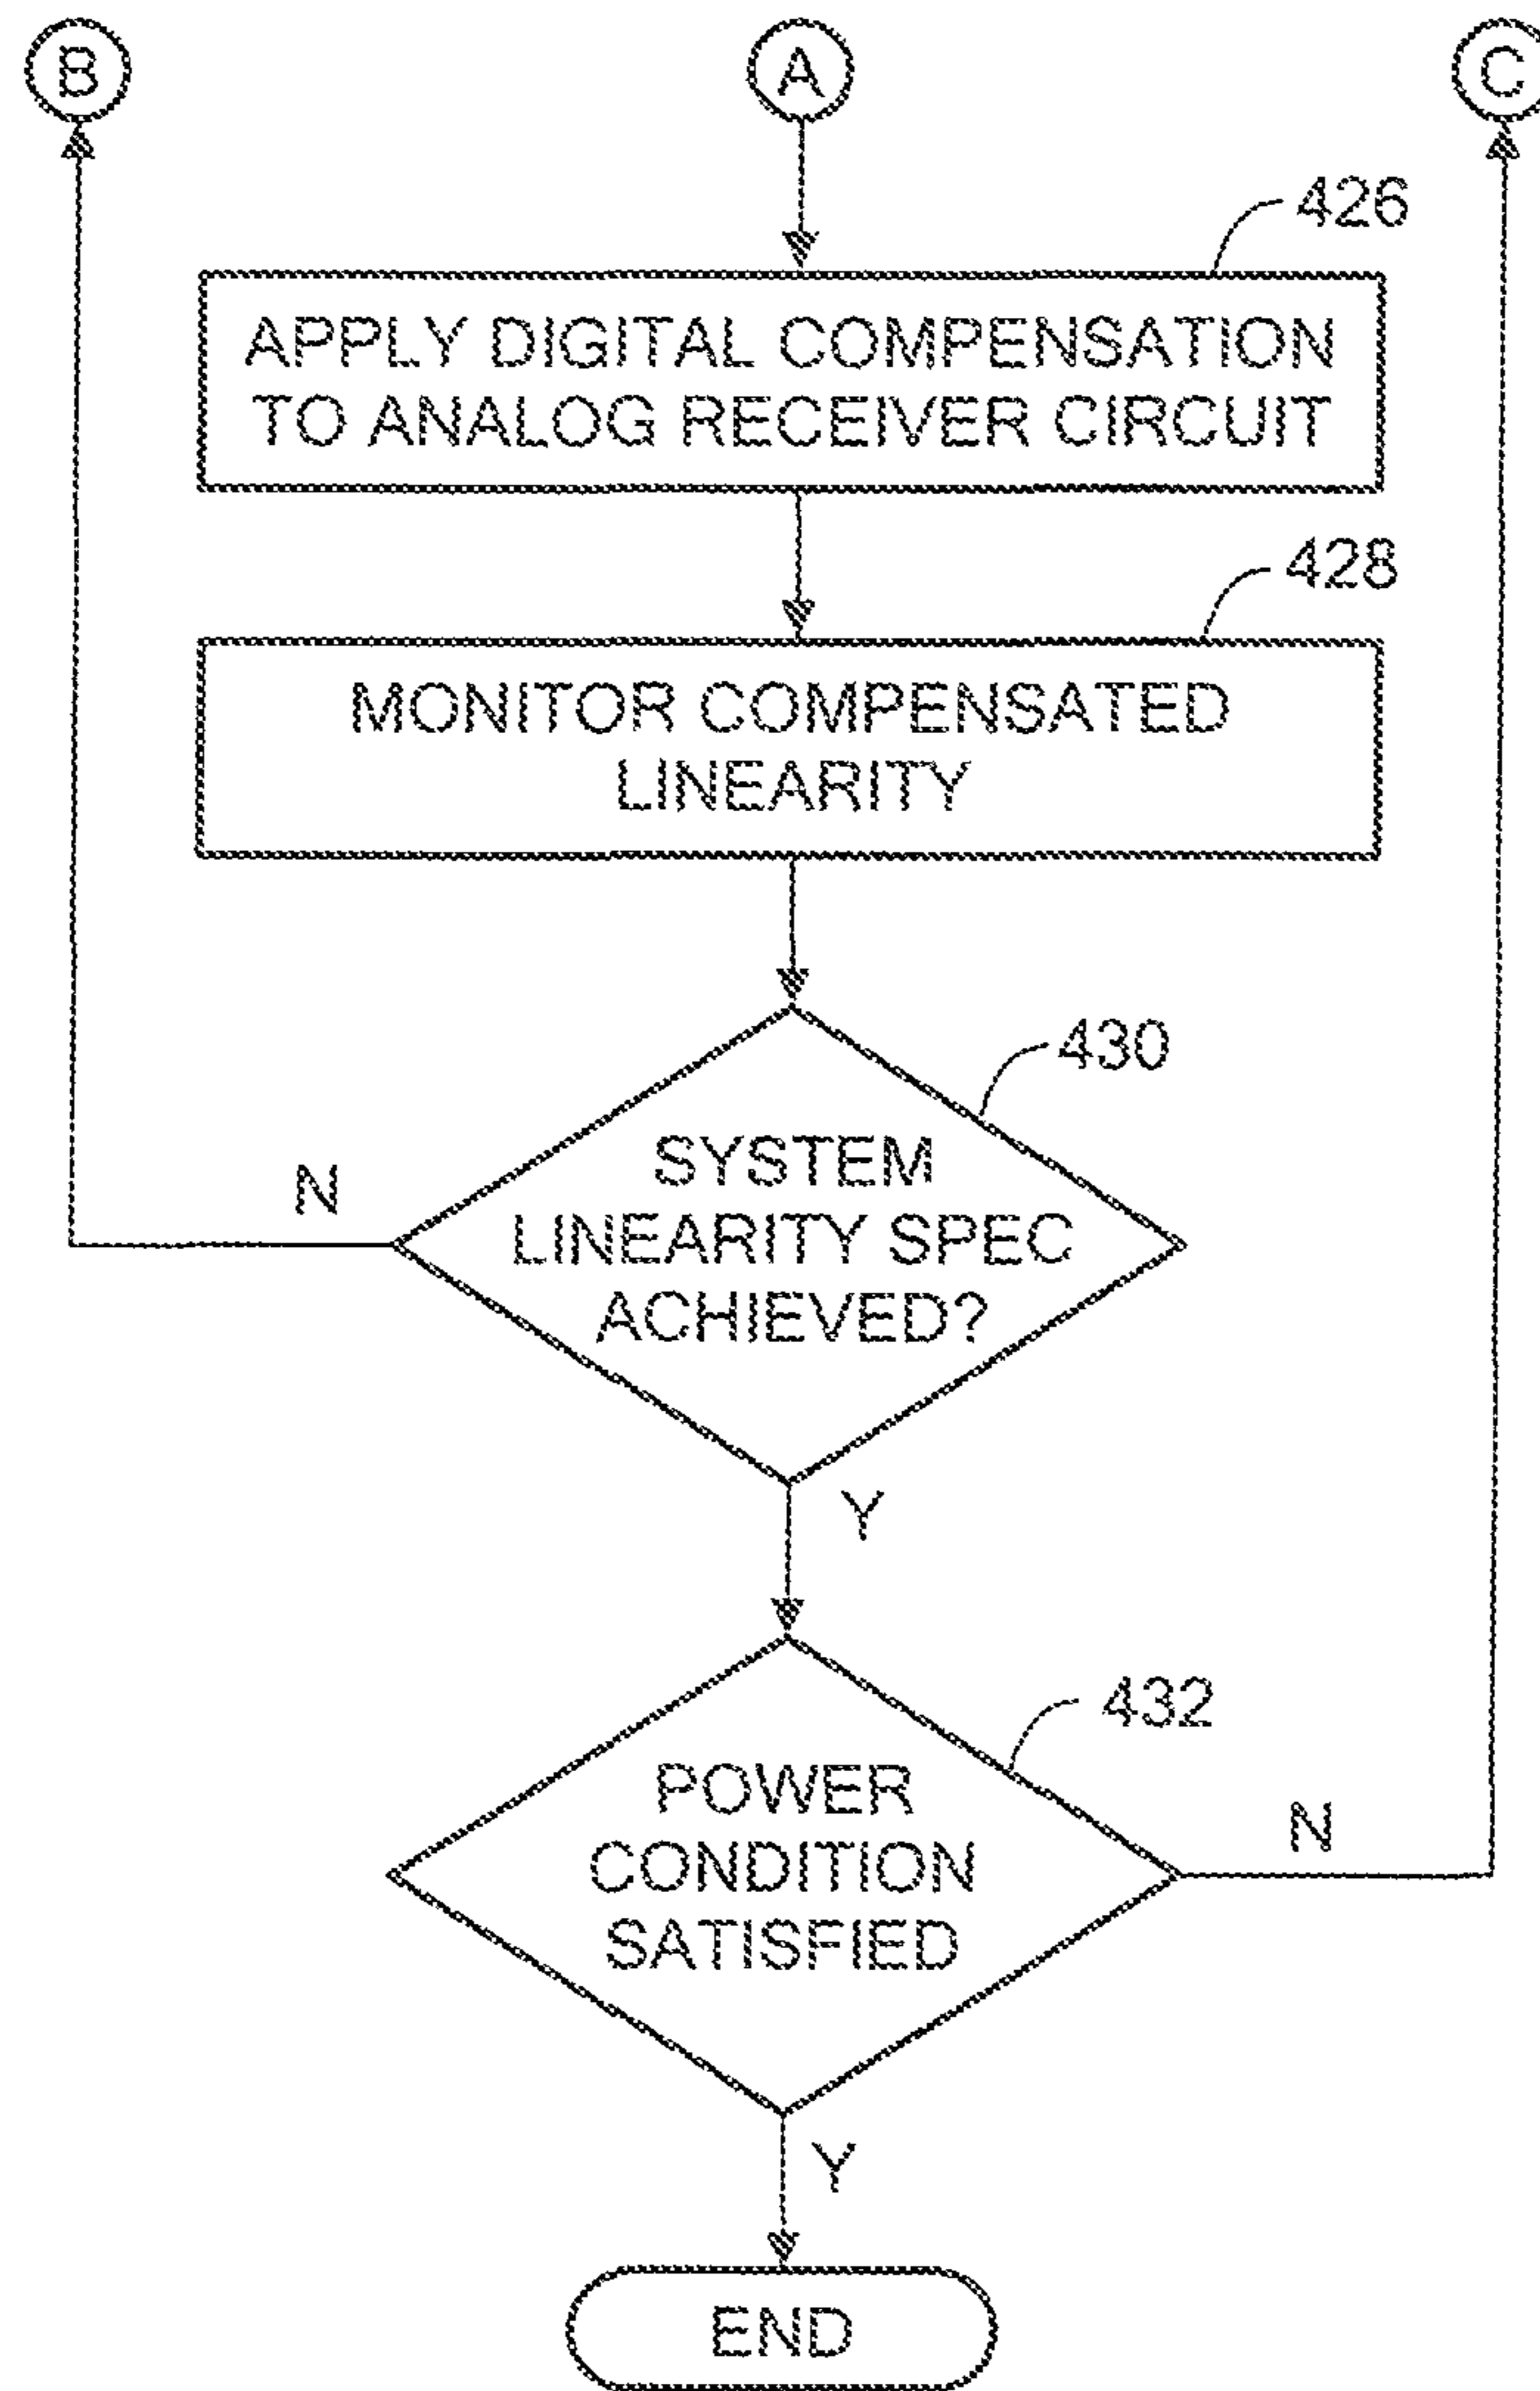 B
A
C
426
APPLY DIGITAL COMPENSATION
TO ANALOG RECEIVER CIRCUIT
428
MONITOR COMPENSATED
LINEARITY
430
SYSTEM
LINEARITY SPEC
ACHIEVED?
N
Y
432
POWER
CONDITION
SATISFIED
N
Y
END